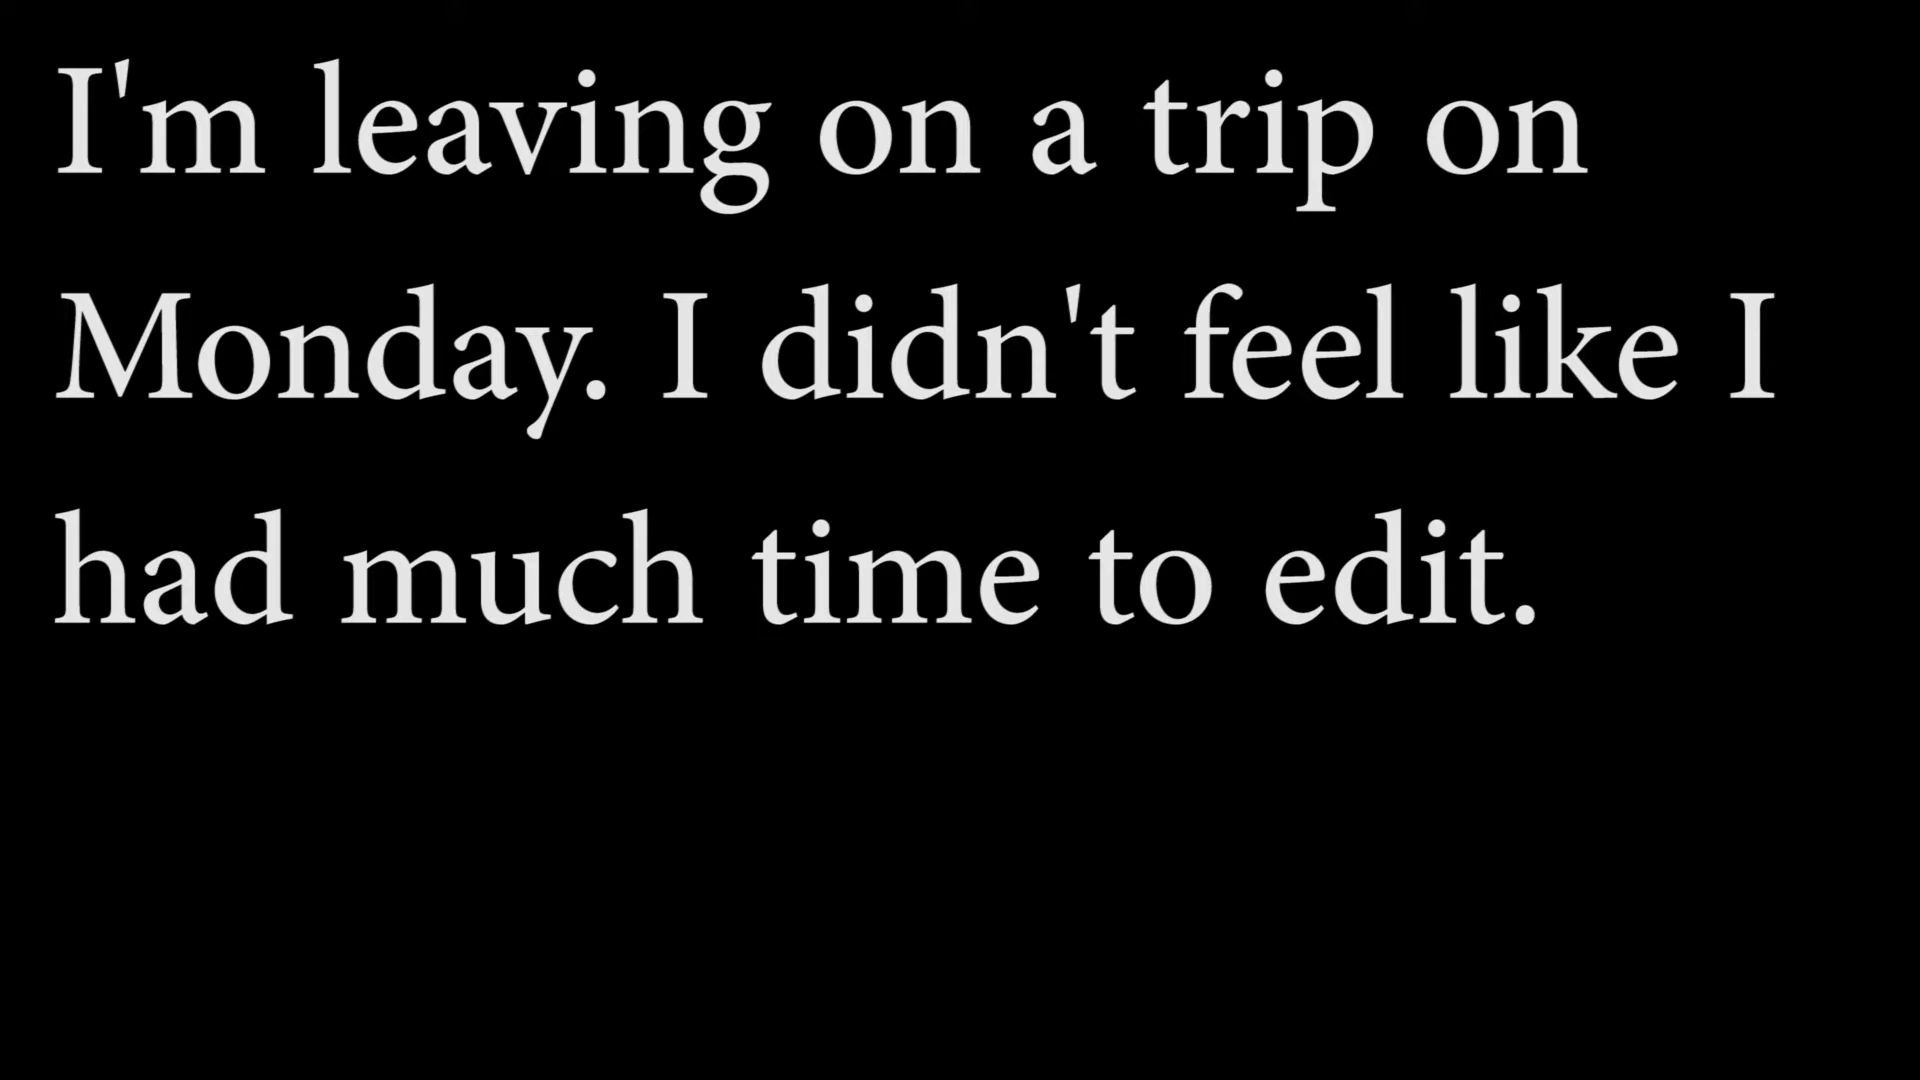 I'm leaving on a trip on
Monday. I didn't feel like I
had much time to edit.